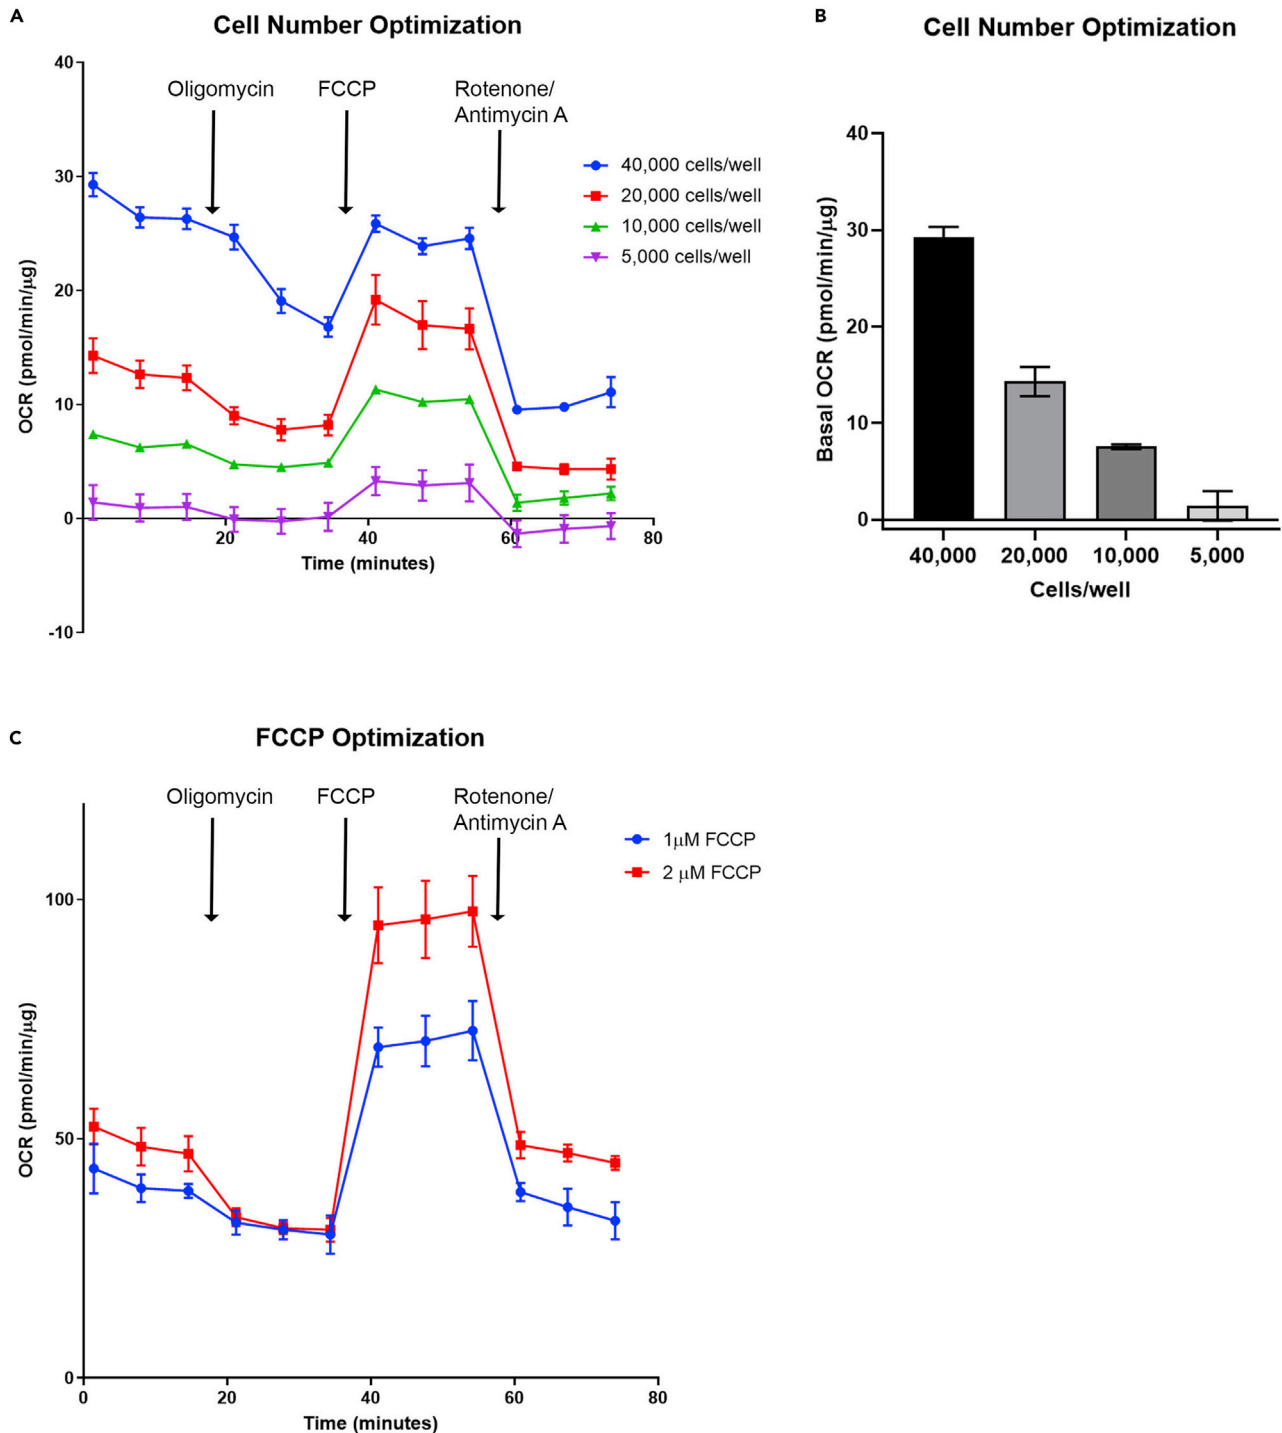 A
Cell Number Optimization
40
30
20
10
0
-10
OCR (pmol/min/µg)
Oligomycin
FCCP
Rotenone/
Antimycin A
40,000 cells/well
20,000 cells/well
10,000 cells/well
5,000 cells/well
20
40
60
80
Time (minutes)
B
Cell Number Optimization
40
30
20
10
0
Basal OCR (pmol/min/µg)
40,000
20,000
10,000
5,000
Cells/well
C
FCCP Optimization
Oligomycin
FCCP
Rotenone/
Antimycin A
1µM FCCP
2 µM FCCP
100
50
0
OCR (pmol/min/µg)
0
20
40
60
80
Time (minutes)